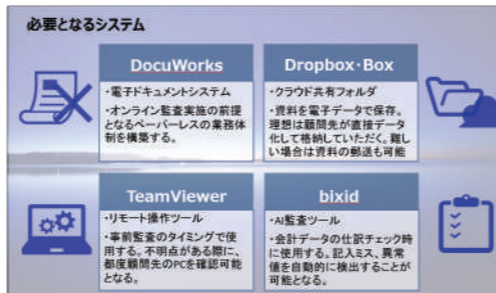 必要となるシステム
DocuWorks
・電子ドキュメントシステム
・オンライン監査実施の前提
となるペーパーレスの業務体
制を構築する。
Dropbox・Box
・クラウド共有フォルダ
・資料を電子データで保存。
理想は顧問先が直接データ
化して格納していただく。難し
い場合は資料の郵送も可能
TeamViewer
・リモート操作ツール
・事前監査のタイミングで使
用する。不明点がある際に、
都度顧問先のPCを確認可能
となる。
bixid
・AI監査ツール
・会計データの仕訳チェック時
に使用する。記入ミス、異常
値を自動的に検出することが
可能となる。